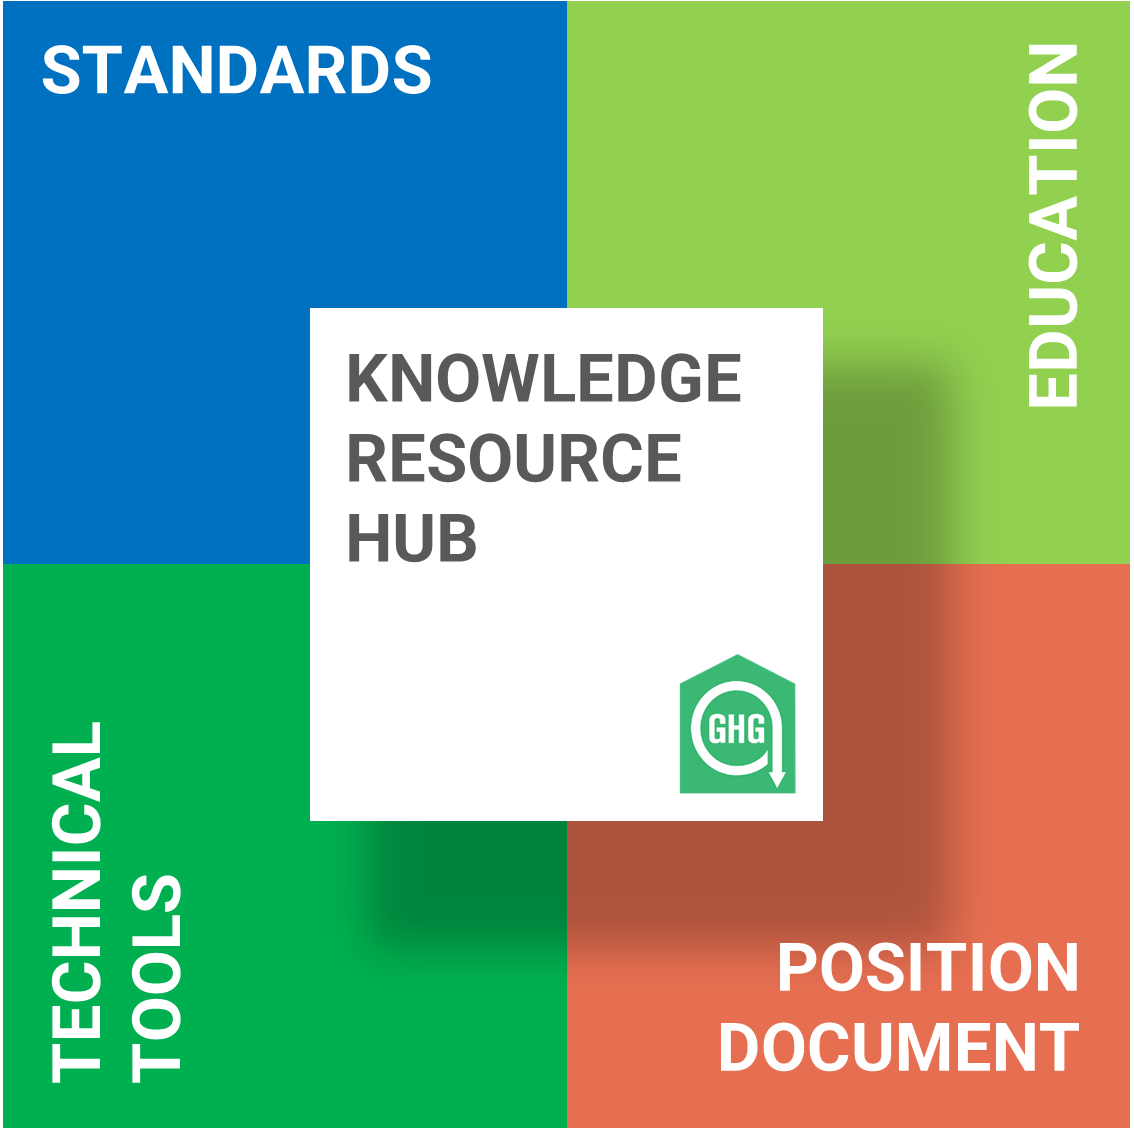 STANDARDS
EDUCATION
KNOWLEDGE
RESOURCE
HUB
GHG
TECHNICAL
TOOLS
POSITION
DOCUMENT